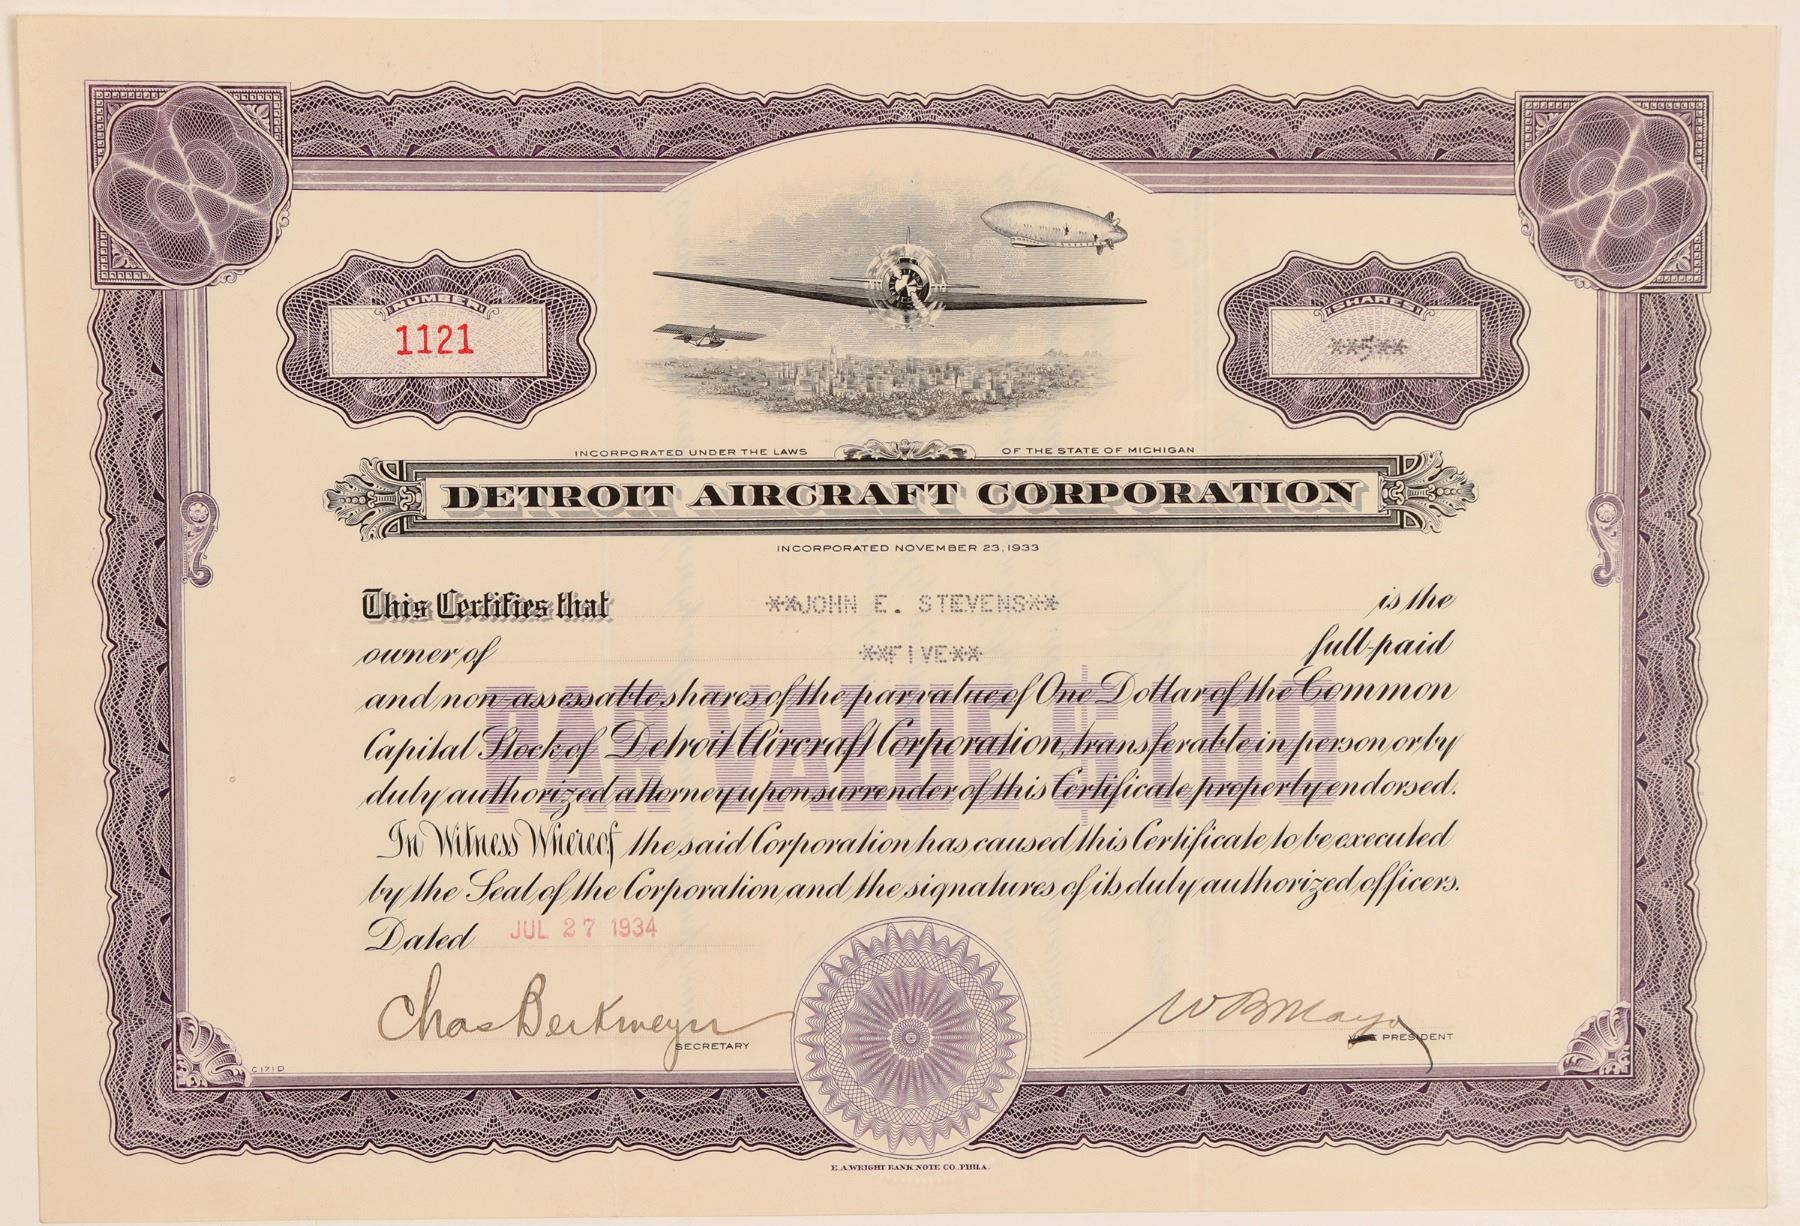 NUMBER
1121
SHARES
**5**
INCORPORATED UNDER THE LAWS OF THE STATE OF MICHIGAN
DETROIT AIRCRAFT CORPORATION
INCORPORATED NOVEMBER 23, 1933
This Certifies that **JOHN E. STEVENS** is the
owner of **FIVE** full-paid
and non-assessable shares of the par value of One Dollar of the Common
Capital Stock of Detroit Aircraft Corporation, transferable in person or by
duly authorized attorney upon surrender of this Certificate properly endorsed.
PAR VALUE $1.00
In Witness Whereof the said Corporation has caused this Certificate to be executed
by the Seal of the Corporation and the signatures of its duly authorized officers.
Dated JUL 27 1934
Chas Berkmeyer
SECRETARY
W B Mayo
VICE PRESIDENT
C171D
E.A.WRIGHT BANK NOTE CO. PHILA.